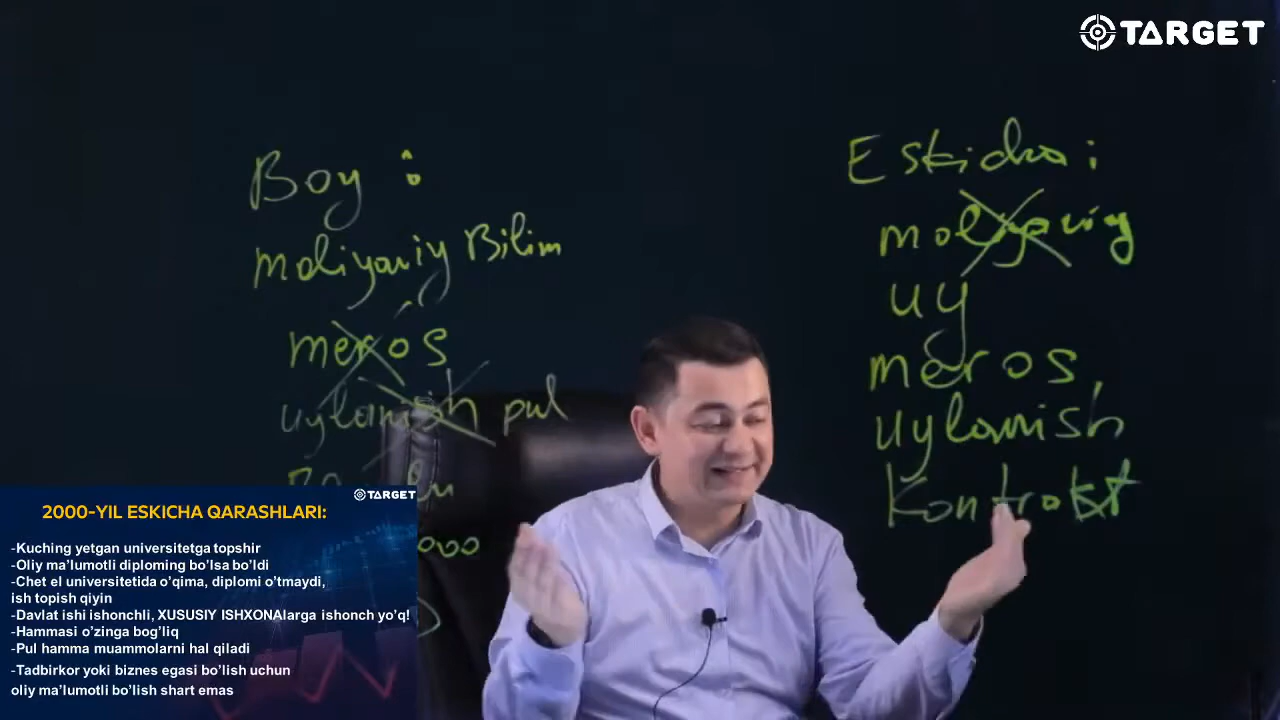 TARGET
Boy :
moliyaviy Bilim
meros
uylanish pul
Eskicha :
moliyaviy
uy
meros,
uylanish
Kontrakt
TARGET
2000-YIL ESKICHA QARASHLARI:
-Kuching yetgan universitetga topshir
-Oliy ma’lumotli diploming bo’lsa bo’ldi
-Chet el universitetida o’qima, diplomi o’tmaydi,
ish topish qiyin
-Davlat ishi ishonchli, XUSUSIY ISHXONAlarga ishonch yo’q!
-Hammasi o’zinga bog’liq
-Pul hamma muammolarni hal qiladi
-Tadbirkor yoki biznes egasi bo’lish uchun
oliy ma’lumotli bo’lish shart emas